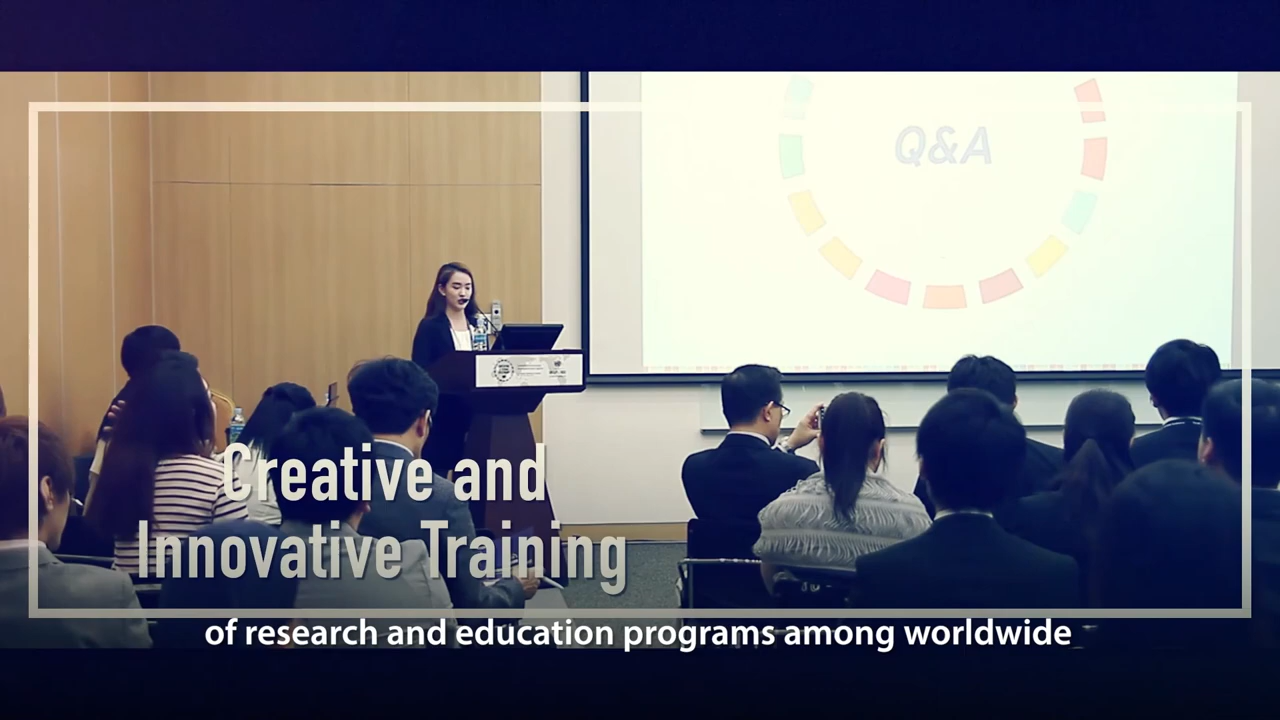 Q&A
Creative and
Innovative Training
of research and education programs among worldwide